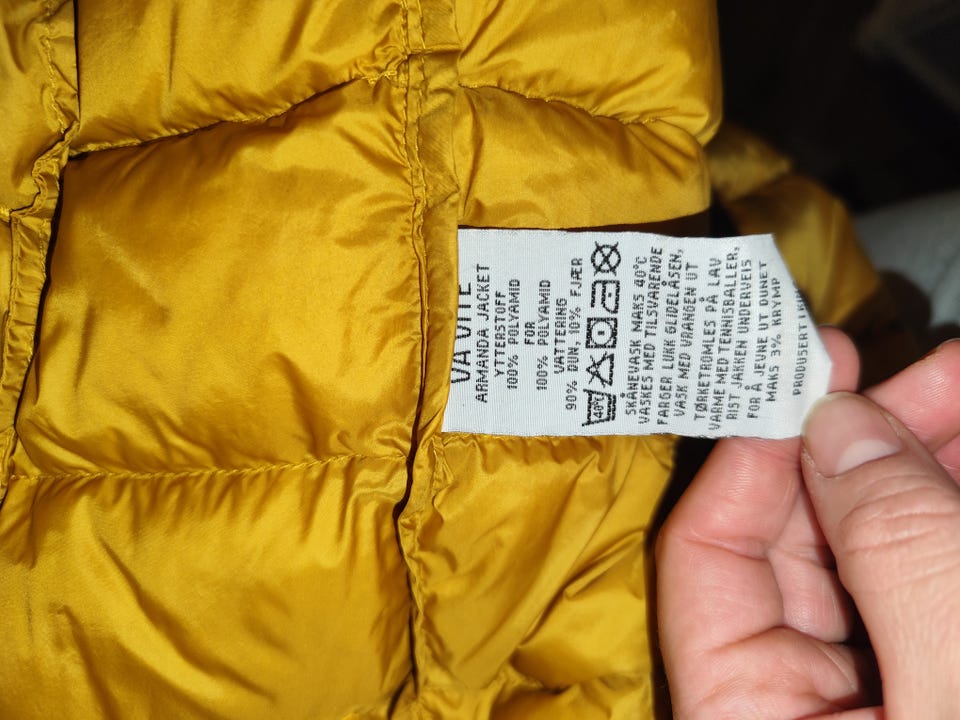 ARMANDA JACKET
YTTERSTOFF
100% POLYAMID
FOR
100% POLYAMID
VATTERING
90% DUN, 10% FJÆR
40°C
SKÅNEVASK MAKS 40°C
VASKES MED TILSVARENDE
FARGER LUKK GLIDELÅSEN,
VASK MED VRANGEN UT
TØRKETROMLES PÅ LAV
VARME MED TENNISBALLER,
RIST JAKKEN UNDERVEIS
FOR Å JEVNE UT DUNET
MAKS 3% KRYMP
PRODUSERT I